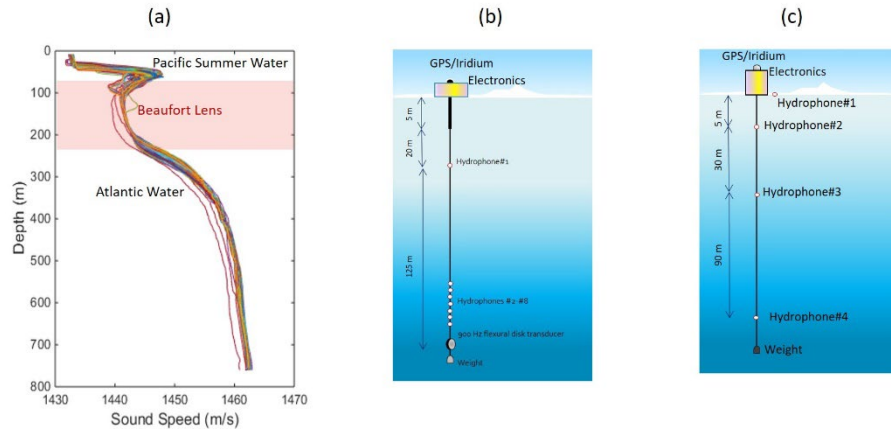 (a)
0
100
200
300
400
500
600
700
800
Depth (m)
Pacific Summer Water
Beaufort Lens
Atlantic Water
1430
1440
1450
1460
1470
Sound Speed (m/s)
(b)
GPS/Iridium
Electronics
5 m
20 m
125 m
Hydrophone#1
Hydrophones #2-#8
900 Hz flexural disk transducer
Weight
(c)
GPS/Iridium
Electronics
Hydrophone#1
5 m
Hydrophone#2
30 m
Hydrophone#3
90 m
Hydrophone#4
Weight